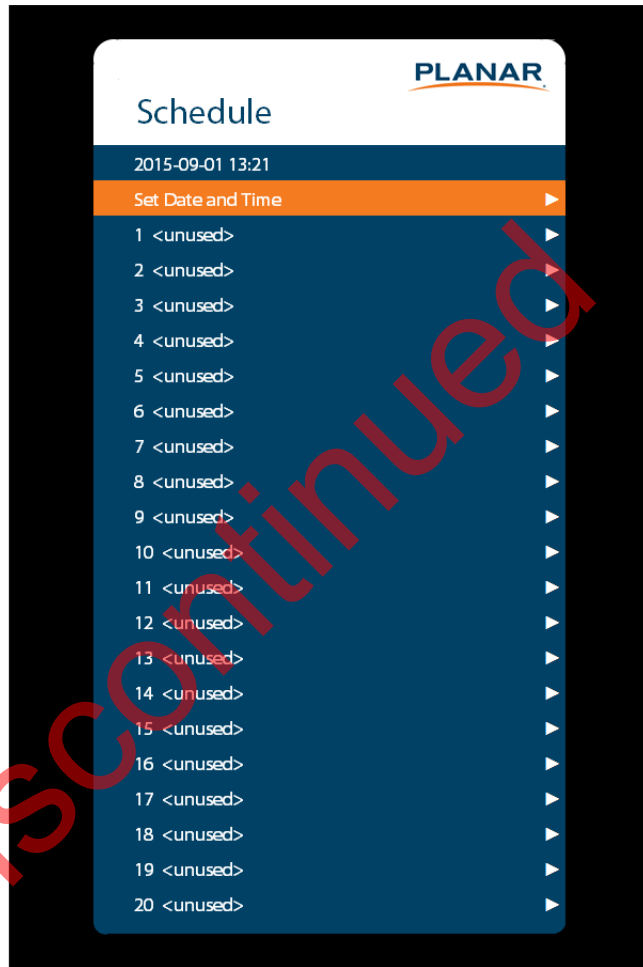 PLANAR
Schedule
2015-09-01 13:21
Set Date and Time
1 <unused>
2 <unused>
3 <unused>
4 <unused>
5 <unused>
6 <unused>
7 <unused>
8 <unused>
9 <unused>
10 <unused>
11 <unused>
12 <unused>
13 <unused>
14 <unused>
15 <unused>
16 <unused>
17 <unused>
18 <unused>
19 <unused>
20 <unused>
iscontinued